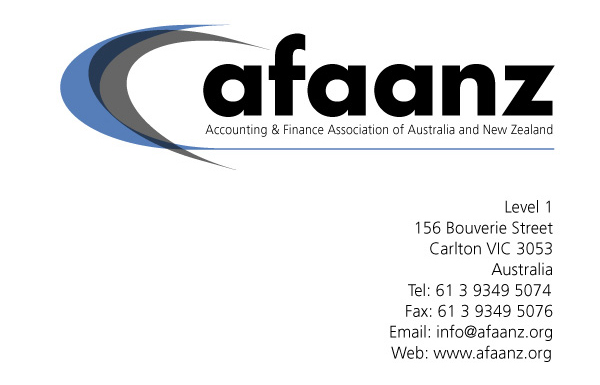 afaanz
Accounting & Finance Association of Australia and New Zealand
Level 1
156 Bouverie Street
Carlton VIC 3053
Australia
Tel: 61 3 9349 5074
Fax: 61 3 9349 5076
Email: info@afaanz.org
Web: www.afaanz.org